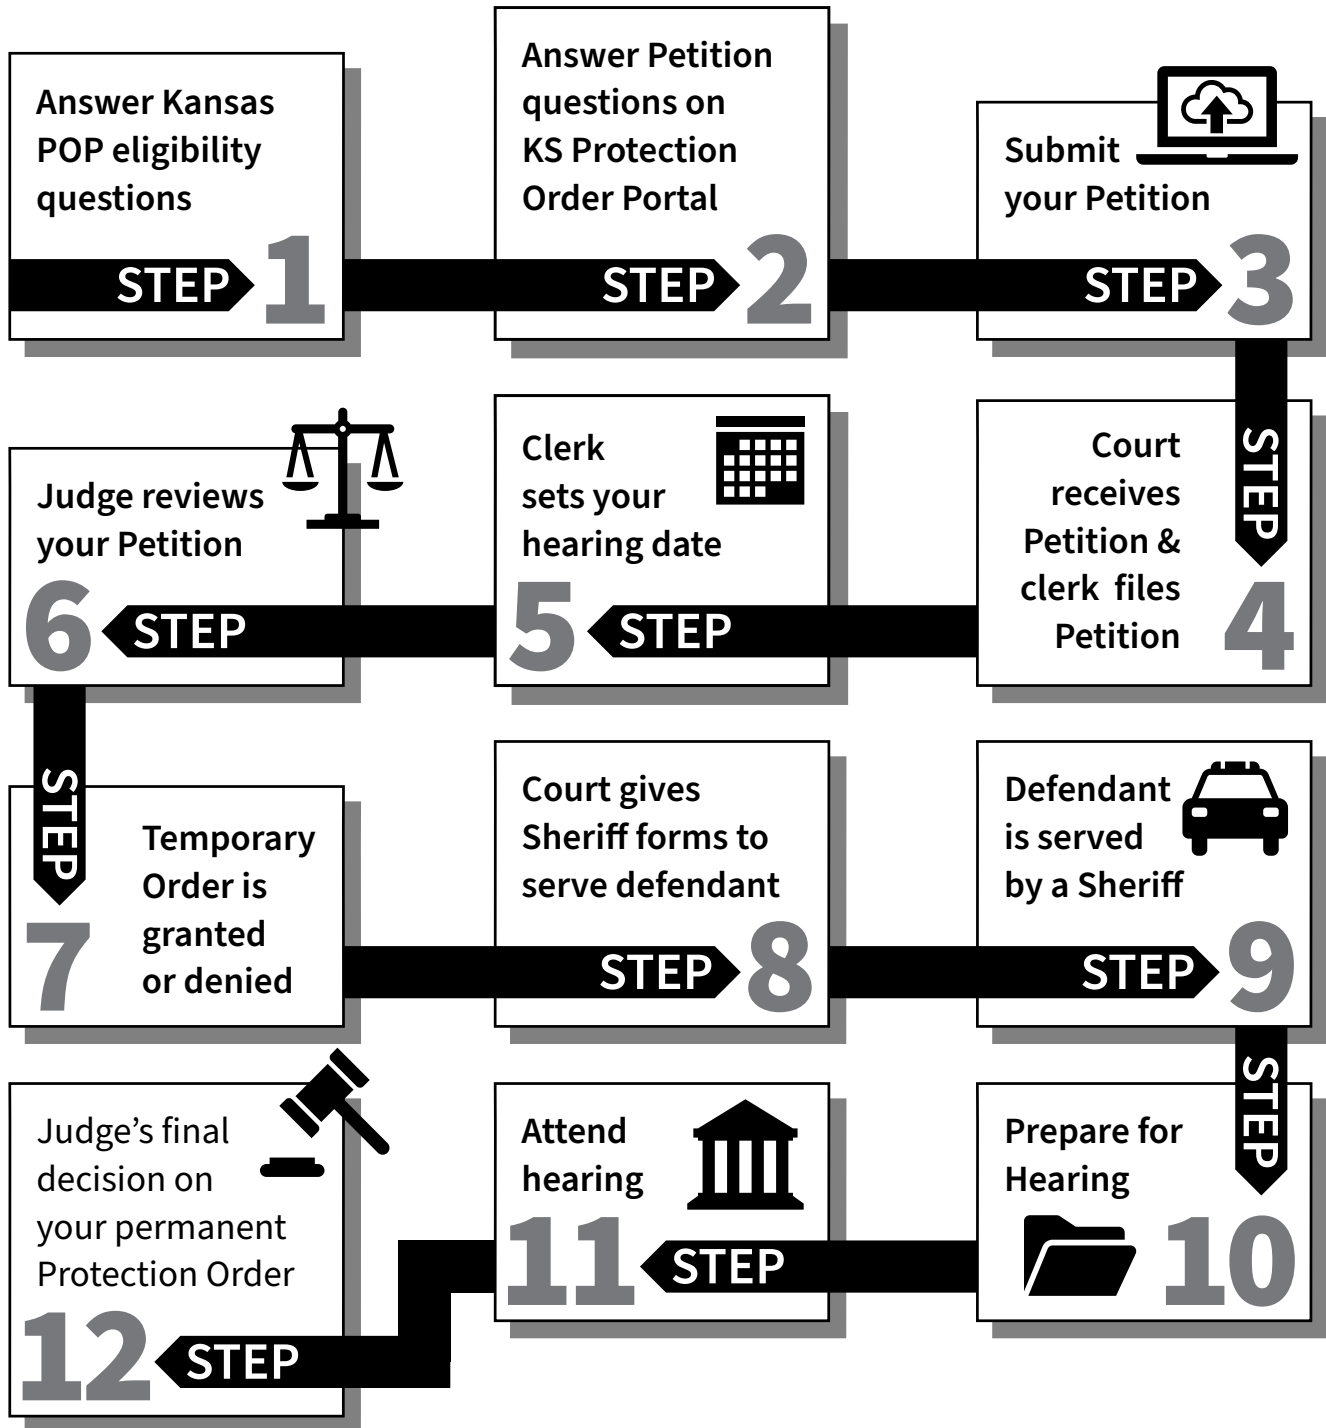 Answer Kansas
POP eligibility
questions
STEP 1
Answer Petition
questions on
KS Protection
Order Portal
STEP 2
Submit
your Petition
STEP 3
Court
receives
Petition &
clerk files
Petition
STEP 4
Clerk
sets your
hearing date
5 STEP
Judge reviews
your Petition
6 STEP
Temporary
Order is
granted
or denied
STEP 7
Court gives
Sheriff forms to
serve defendant
STEP 8
Defendant
is served
by a Sheriff
STEP 9
Prepare for
Hearing
STEP 10
Attend
hearing
11 STEP
Judge’s final
decision on
your permanent
Protection Order
12 STEP